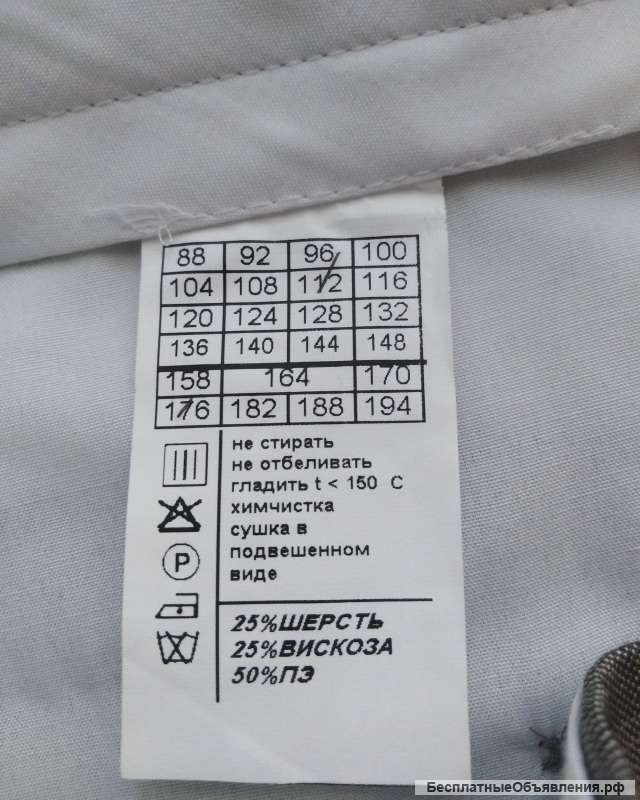 88 92 96 100
104 108 112 116
120 124 128 132
136 140 144 148
158 164 170
176 182 188 194
не стирать
не отбеливать
гладить t < 150 С
химчистка
сушка в
подвешенном
виде
P
25%ШЕРСТЬ
25%ВИСКОЗА
50%ПЭ
БесплатныеОбъявления.рф